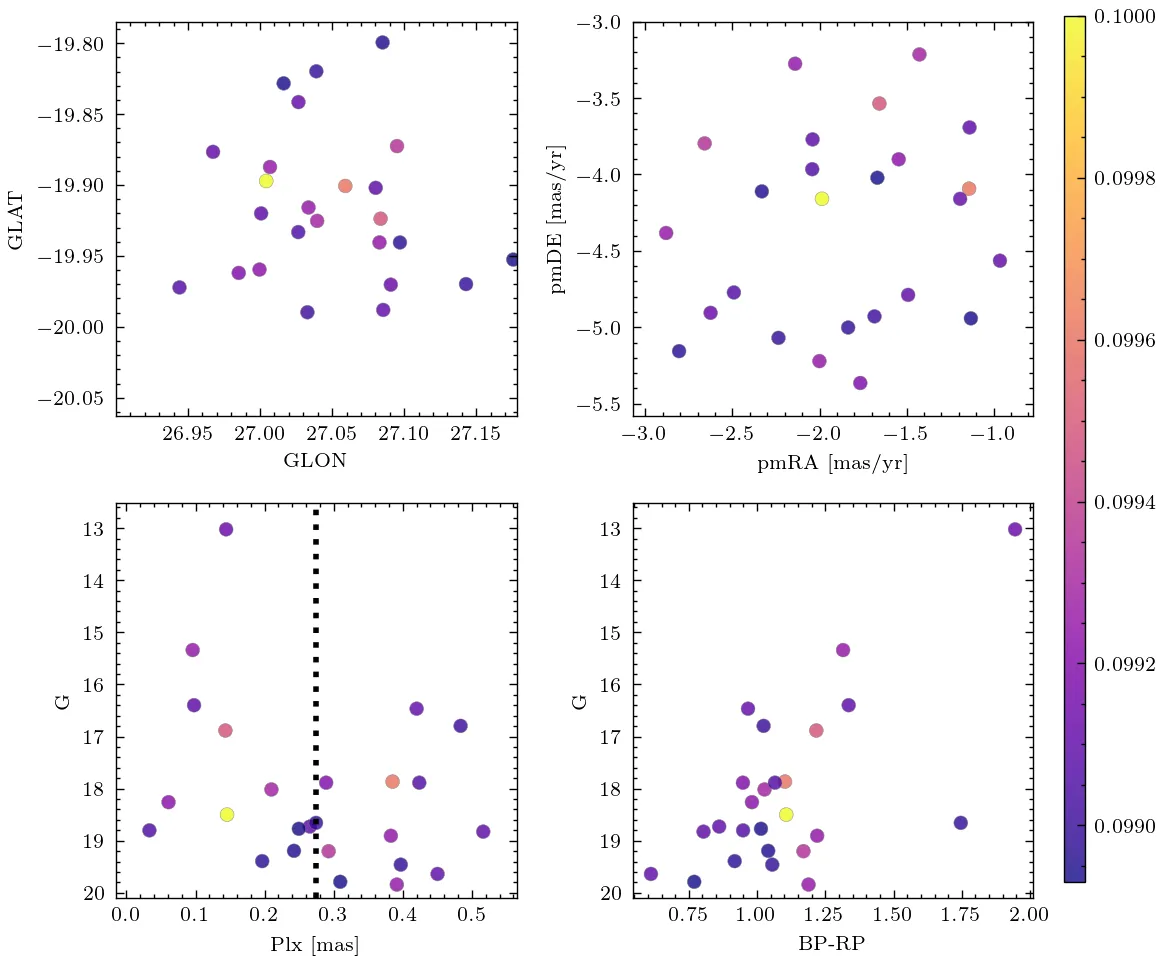 −19.80
−19.85
−19.90
−19.95
−20.00
−20.05
GLAT
26.95 27.00 27.05 27.10 27.15
GLON
−3.0
−3.5
−4.0
−4.5
−5.0
−5.5
pmDE [mas/yr]
−3.0 −2.5 −2.0 −1.5 −1.0
pmRA [mas/yr]
13
14
15
16
17
18
19
20
G
0.0 0.1 0.2 0.3 0.4 0.5
Plx [mas]
13
14
15
16
17
18
19
20
G
0.75 1.00 1.25 1.50 1.75 2.00
BP-RP
0.1000
0.0998
0.0996
0.0994
0.0992
0.0990